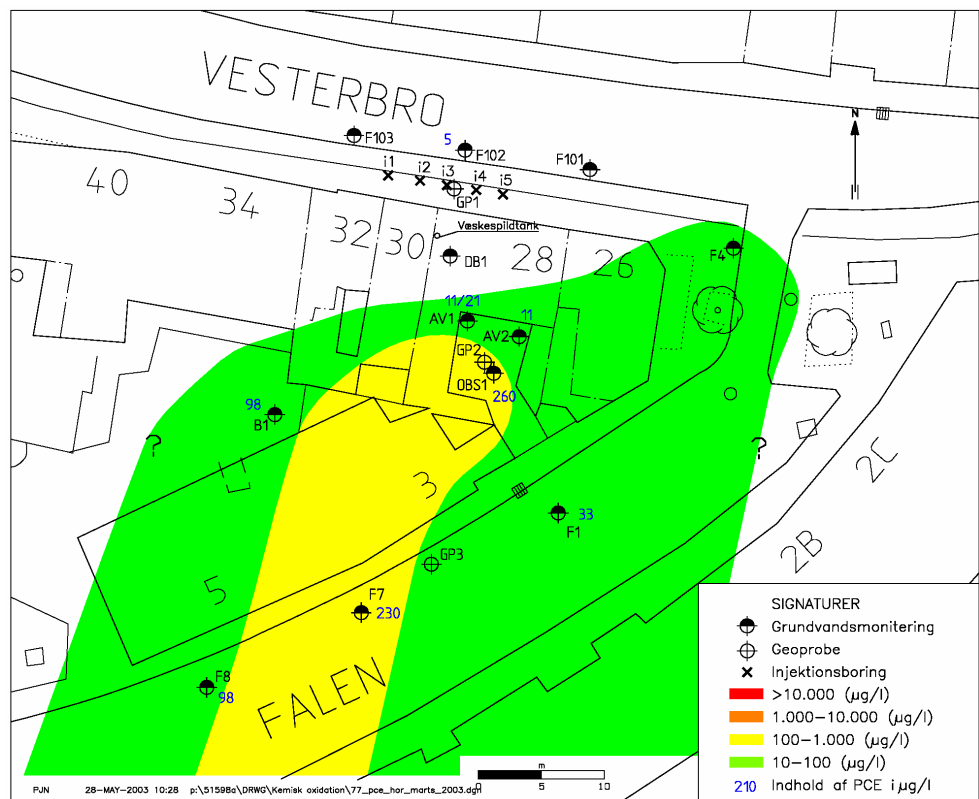 VESTERBRO
N
F103
5
F102
F101
i1
i2
i3
i4
i5
GP1
40
34
32
30
Væskespildtank
DB1
28
26
F4
11/21
AV1
11
AV2
GP2
OBS1
260
98
B1
?
?
3
2C
33
F1
2B
GP3
5
F7
230
F8
98
FALEN
SIGNATURER
Grundvandsmonitering
Geoprobe
Injektionsboring
>10.000 (µg/l)
1.000–10.000 (µg/l)
100–1.000 (µg/l)
10–100 (µg/l)
210 Indhold af PCE i µg/l
m
0 5 10
PJN 28-MAY-2003 10:28 p:\51598a\DRWG\Kemisk oxidation\77_pce_hor_marts_2003.dgn